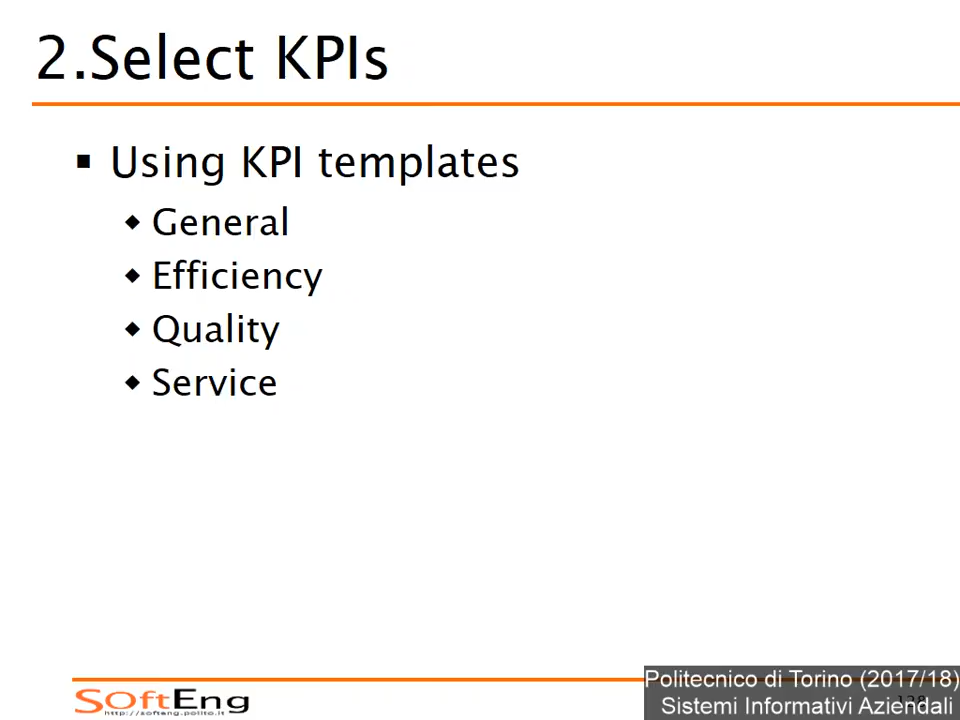 2.Select KPIs
Using KPI templates
General
Efficiency
Quality
Service
SoftEng
http://softeng.polito.it
Politecnico di Torino (2017/18)
Sistemi Informativi Aziendali